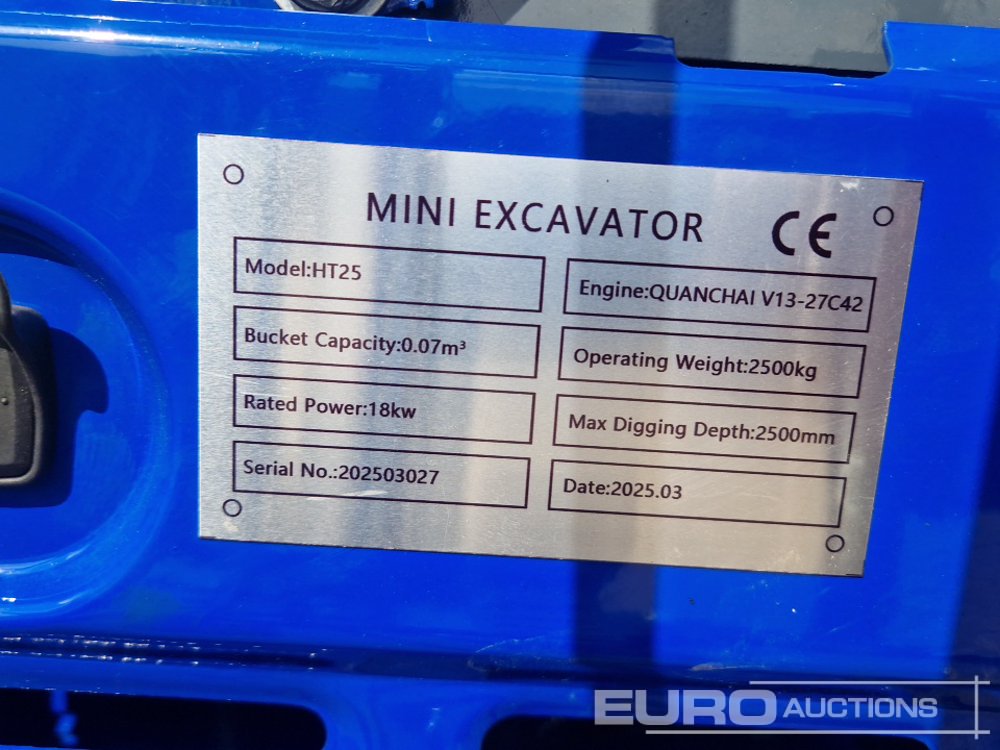 MINI EXCAVATOR CE
Model:HT25
Engine:QUANCHAI V13-27C42
Bucket Capacity:0.07m³
Operating Weight:2500kg
Rated Power:18kw
Max Digging Depth:2500mm
Serial No.:202503027
Date:2025.03
EURO AUCTIONS